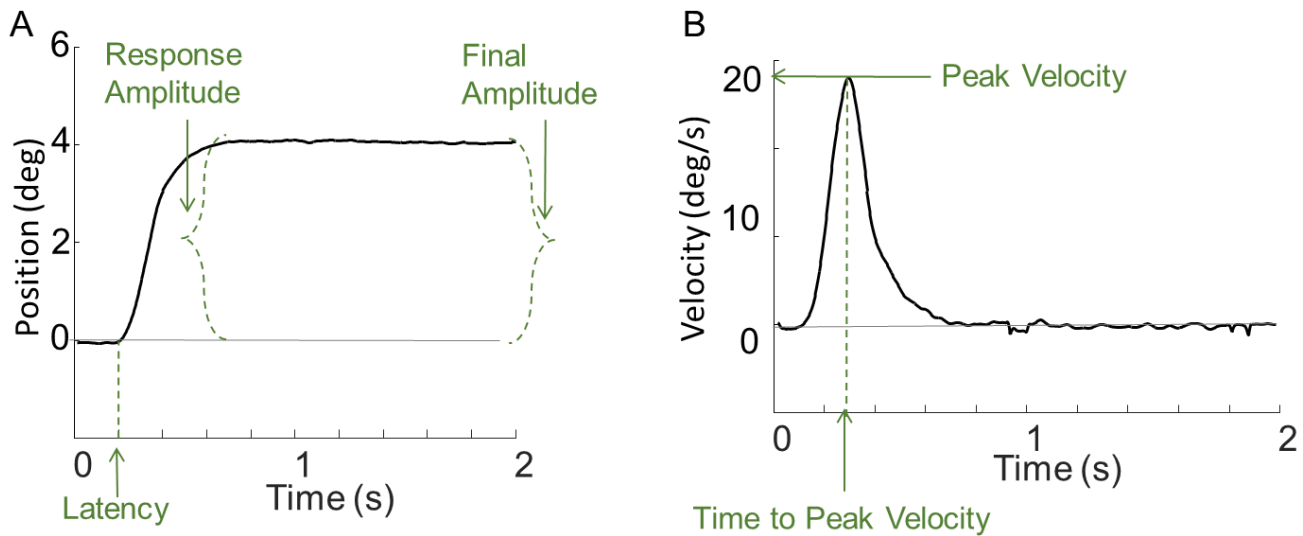 A
6
4
2
0
Position (deg)
Response
Amplitude
Final
Amplitude
0
1
2
Time (s)
Latency
B
20
10
0
Velocity (deg/s)
Peak Velocity
0
1
2
Time (s)
Time to Peak Velocity